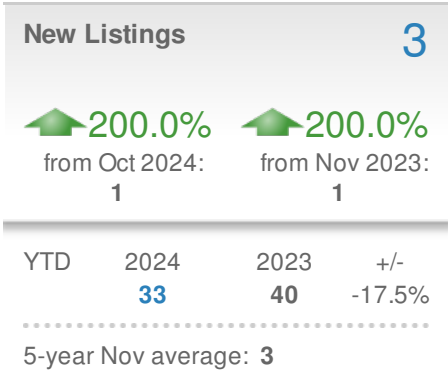 New Listings 3
200.0% 200.0%
from Oct 2024: from Nov 2023:
1 1
YTD 2024 2023 +/-
33 40 -17.5%
5-year Nov average: 3